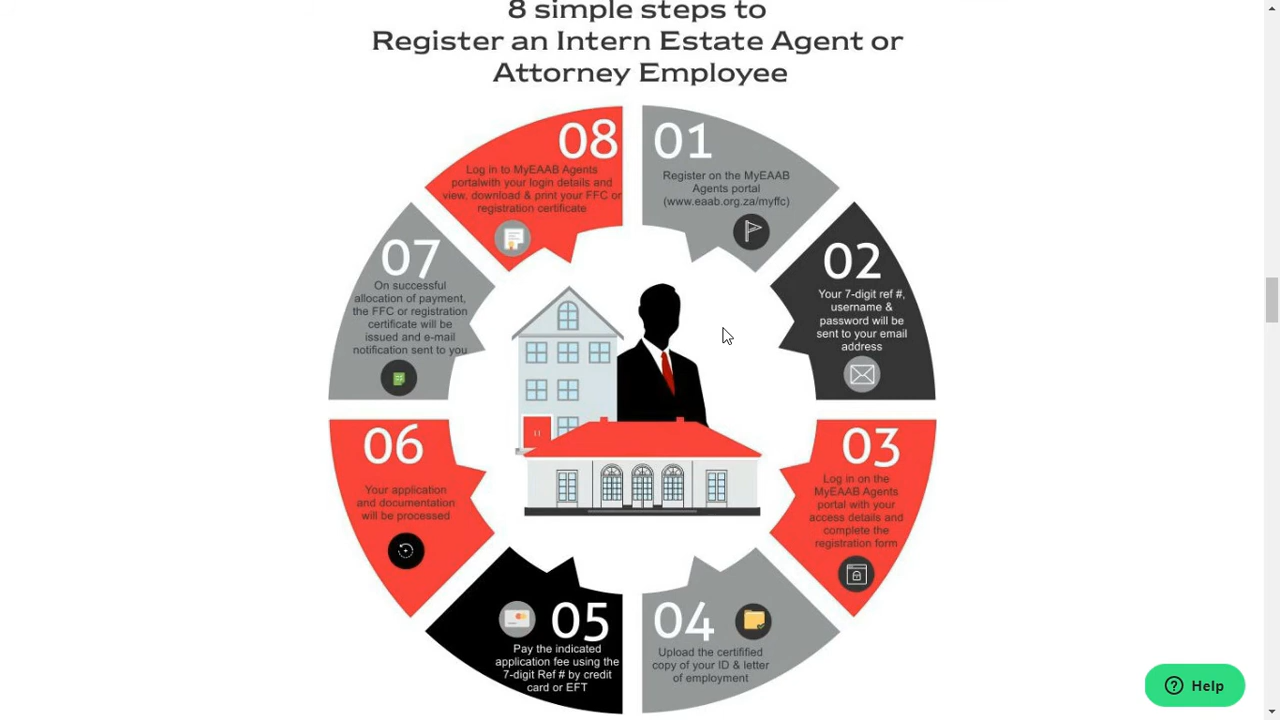 8 simple steps to
Register an Intern Estate Agent or
Attorney Employee
01
Register on the MyEAAB
Agents portal
(www.eaab.org.za/myffc)
02
Your 7-digit ref #,
username &
password will be
sent to your email
address
03
Log in on the
MyEAAB Agents
portal with your
access details and
complete the
registration form
04
Upload the certifified
copy of your ID & letter
of employment
05
Pay the indicated
application fee using the
7-digit Ref # by credit
card or EFT
06
Your application
and documentation
will be processed
07
On successful
allocation of payment,
the FFC or registration
certificate will be
issued and e-mail
notification sent to you
08
Log in to MyEAAB Agents
portalwith your login details and
view, download & print your FFC or
registration certificate
Help